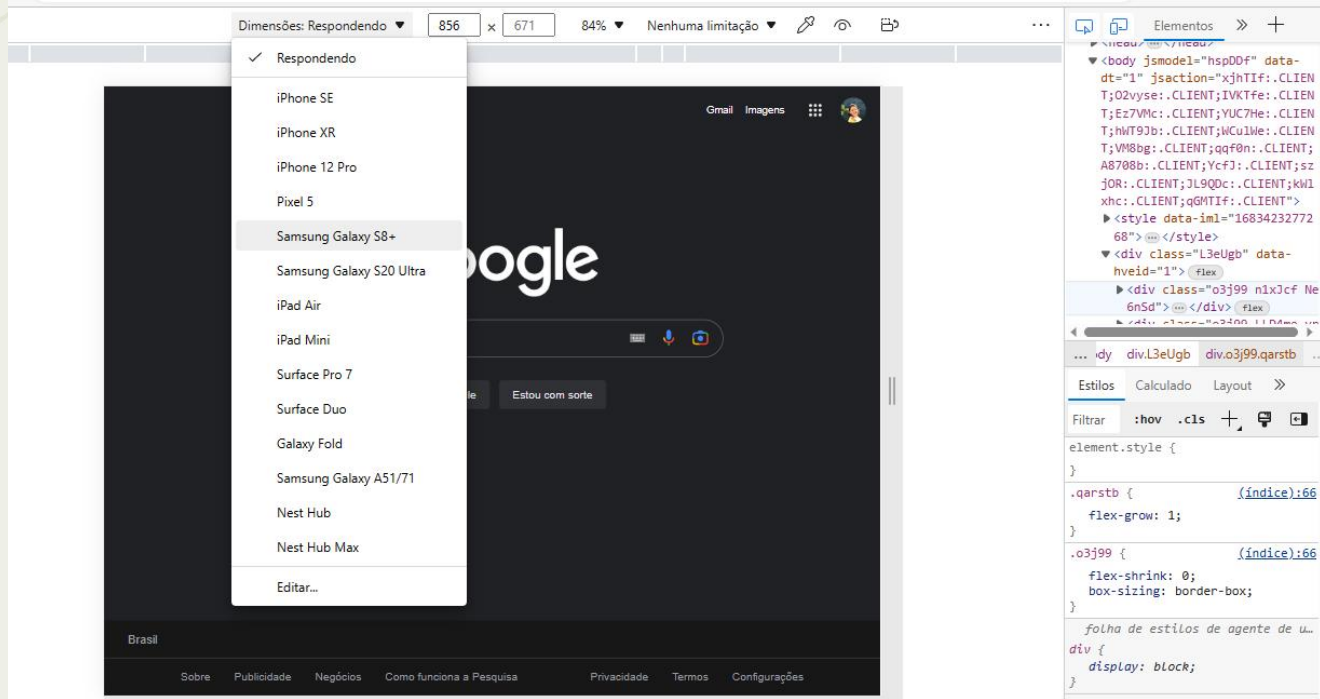 Dimensões: Respondendo ▼ 856 x 671 84% ▼ Nenhuma limitação ▼ ...
Respondendo
iPhone SE
iPhone XR
iPhone 12 Pro
Pixel 5
Samsung Galaxy S8+
Samsung Galaxy S20 Ultra
iPad Air
iPad Mini
Surface Pro 7
Surface Duo
Galaxy Fold
Samsung Galaxy A51/71
Nest Hub
Nest Hub Max
Editar...
Gmail Imagens
oogle
le Estou com sorte
Brasil
Sobre Publicidade Negócios Como funciona a Pesquisa Privacidade Termos Configurações
Elementos
<head> ... </head>
<body jsmodel="hspDDf" data-
dt="1" jsaction="xjhTIf:.CLIEN
T;O2vyse:.CLIENT;IVKTfe:.CLIEN
T;Ez7VMc:.CLIENT;YUC7He:.CLIEN
T;hWT9Jb:.CLIENT;WCulWe:.CLIEN
T;VM8bg:.CLIENT;qqf0n:.CLIENT;
A8708b:.CLIENT;YcfJ:.CLIENT;sz
jOR:.CLIENT;JL9QDc:.CLIENT;kWl
xhc:.CLIENT;qGMTIf:.CLIENT">
<style data-iml="16834232772
68"> ... </style>
<div class="L3eUgb" data-
hveid="1"> flex
<div class="o3j99 n1xJcf Ne
6nSd"> ... </div> flex
... dy div.L3eUgb div.o3j99.qarstb ...
Estilos Calculado Layout
Filtrar :hov .cls
element.style {
}
.qarstb { (índice):66
flex-grow: 1;
}
.o3j99 { (índice):66
flex-shrink: 0;
box-sizing: border-box;
}
folha de estilos de agente de u...
div {
display: block;
}